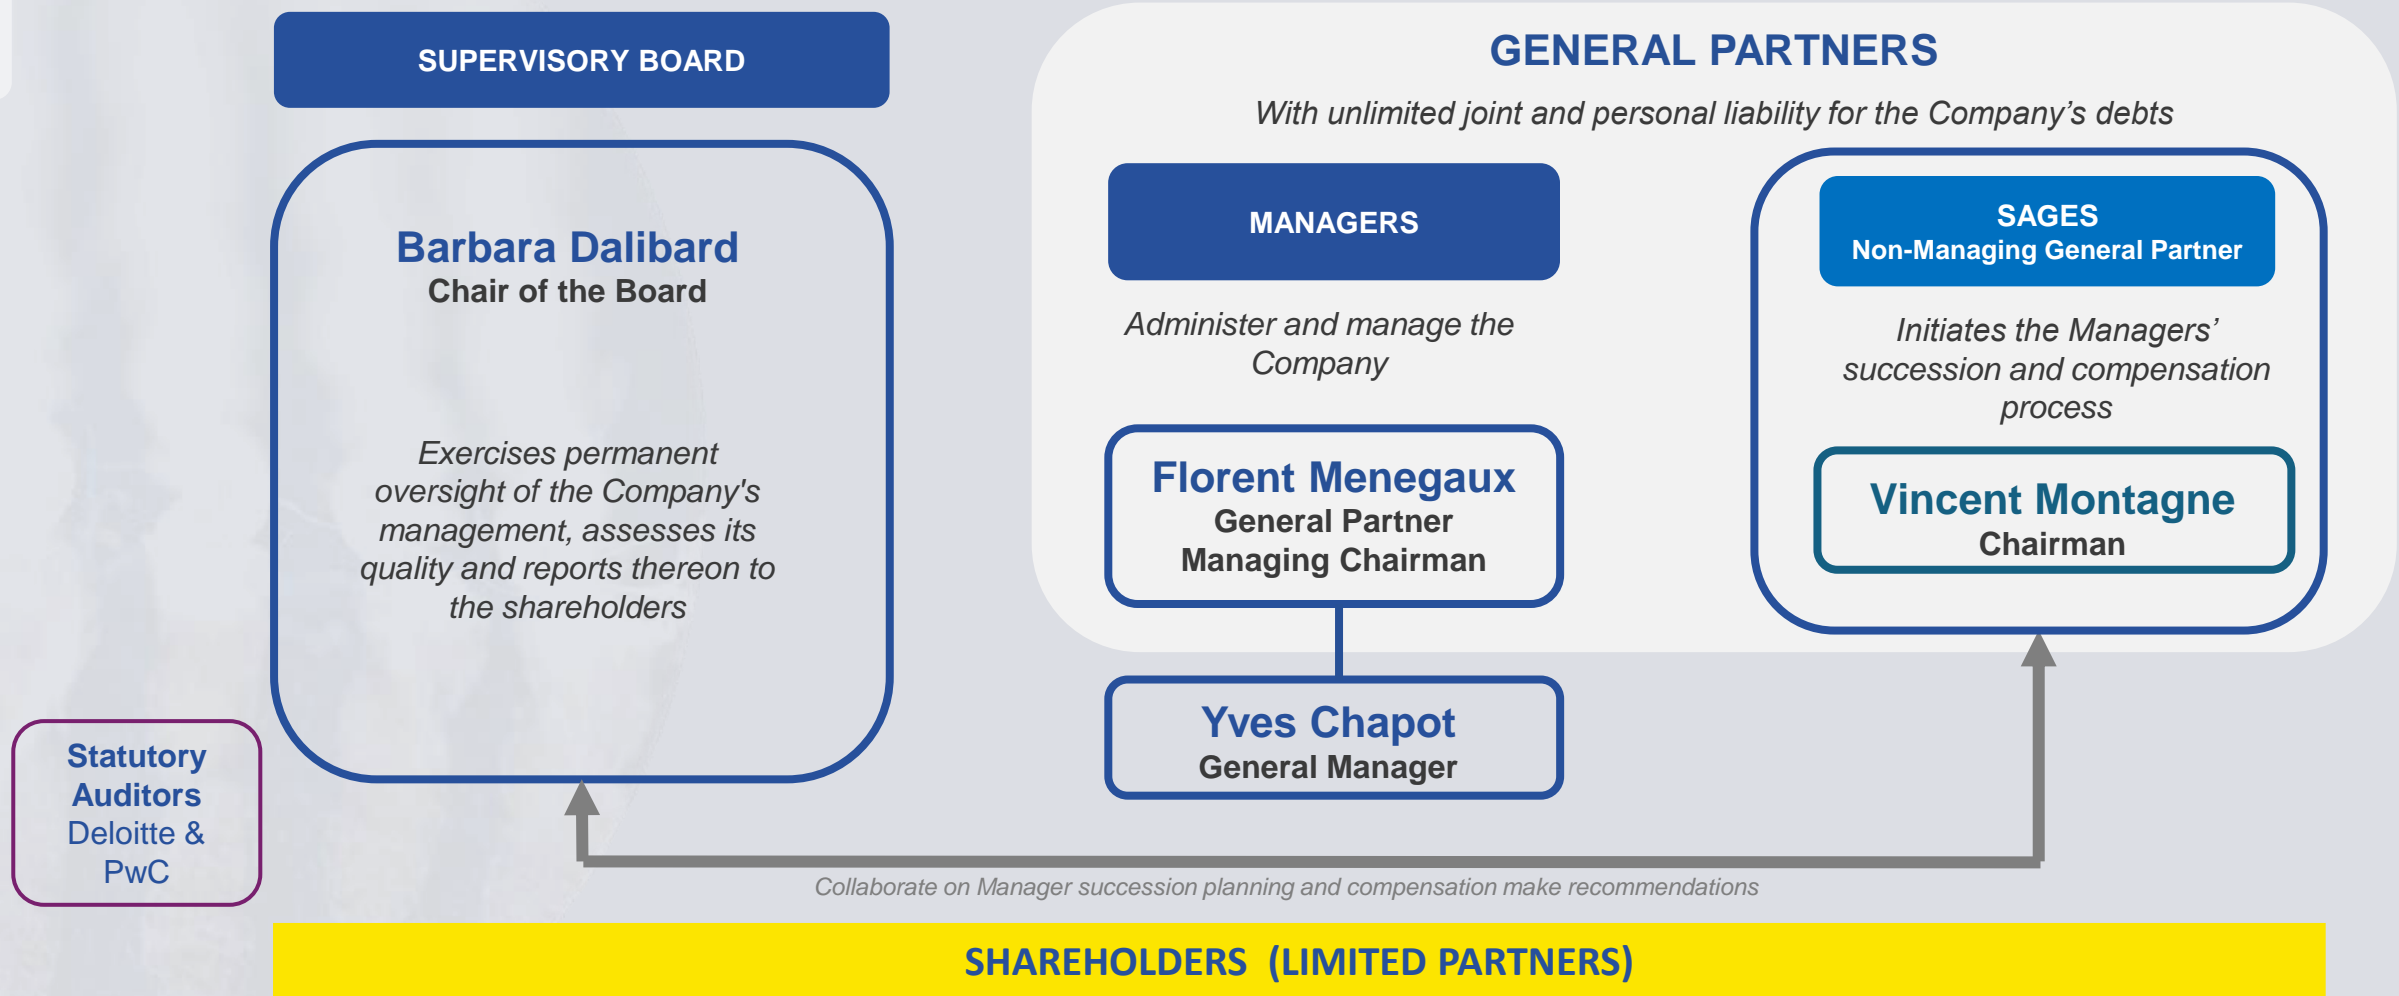 SUPERVISORY BOARD
Barbara Dalibard
Chair of the Board
Exercises permanent
oversight of the Company's
management, assesses its
quality and reports thereon to
the shareholders
Statutory
Auditors
Deloitte &
PwC
GENERAL PARTNERS
With unlimited joint and personal liability for the Company’s debts
MANAGERS
Administer and manage the
Company
Florent Menegaux
General Partner
Managing Chairman
Yves Chapot
General Manager
SAGES
Non-Managing General Partner
Initiates the Managers’
succession and compensation
process
Vincent Montagne
Chairman
Collaborate on Manager succession planning and compensation make recommendations
SHAREHOLDERS (LIMITED PARTNERS)